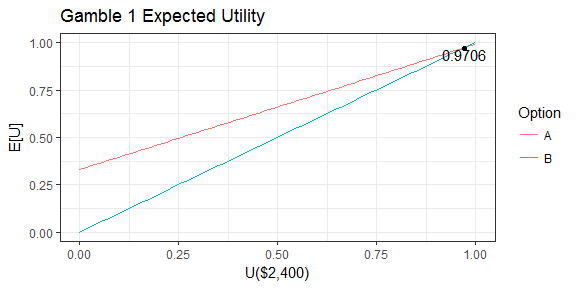 Gamble 1 Expected Utility
1.00
0.9706
0.75
0.50
0.25
0.00
E[U]
0.00 0.25 0.50 0.75 1.00
U($2,400)
Option
A
B